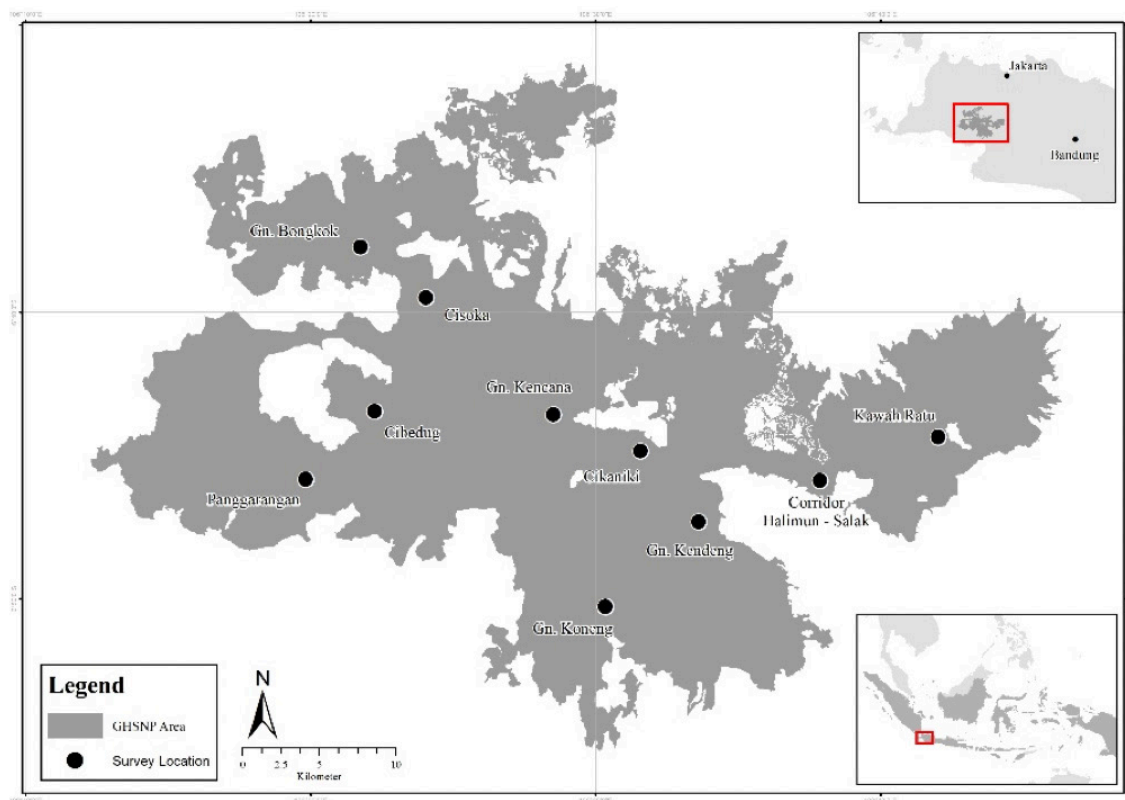 Jakarta
Bandung
Gn. Bongkok
Cisoka
Gn. Kencana
Kawah Ratu
Cibedug
Cikaniki
Panggarangan
Corridor
Halimun - Salak
Gn. Kendeng
Gn. Koneng
Legend
GHSNP Area
Survey Location
N
0 2.5 5 10
Kilometer